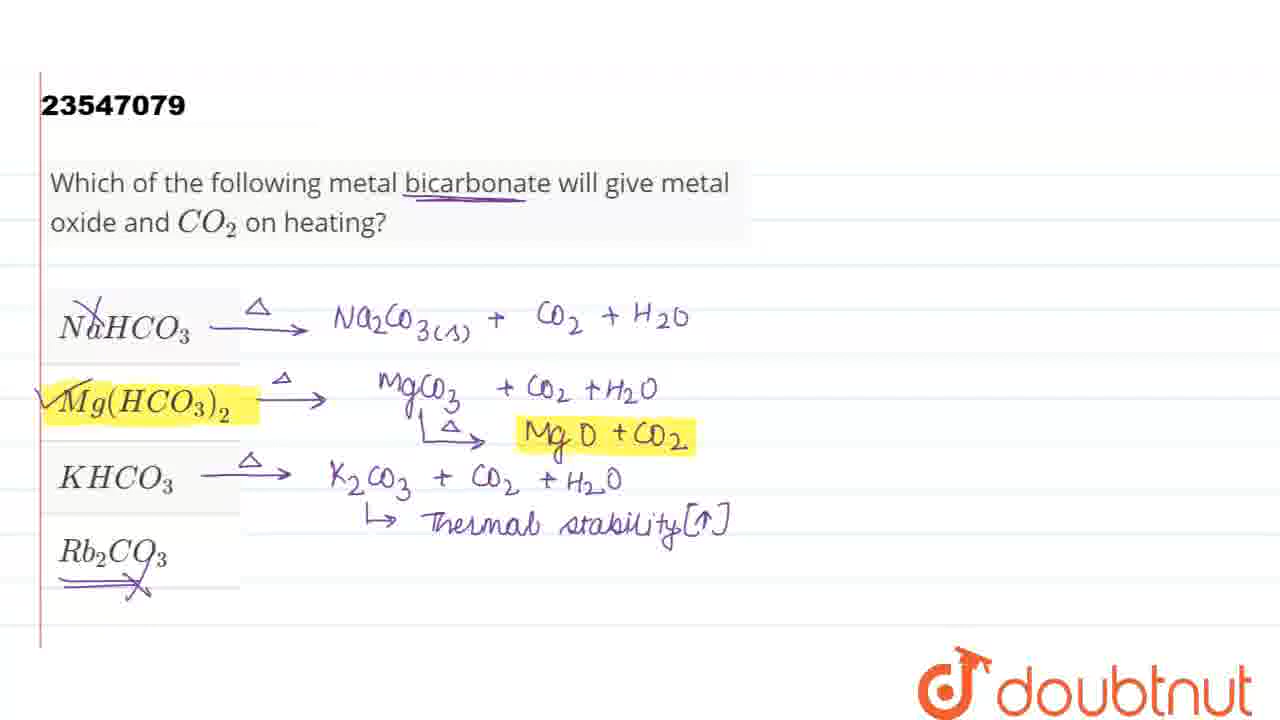 23547079
Which of the following metal bicarbonate will give metal
oxide and CO₂ on heating?
NaHCO₃ —Δ→ Na₂CO₃(s) + CO₂ + H₂O
Mg(HCO₃)₂ —Δ→ MgCO₃ + CO₂ + H₂O
Δ→ MgO + CO₂
KHCO₃ —Δ→ K₂CO₃ + CO₂ + H₂O
↳ Thermal stability [↑]
Rb₂CO₃
doubtnut